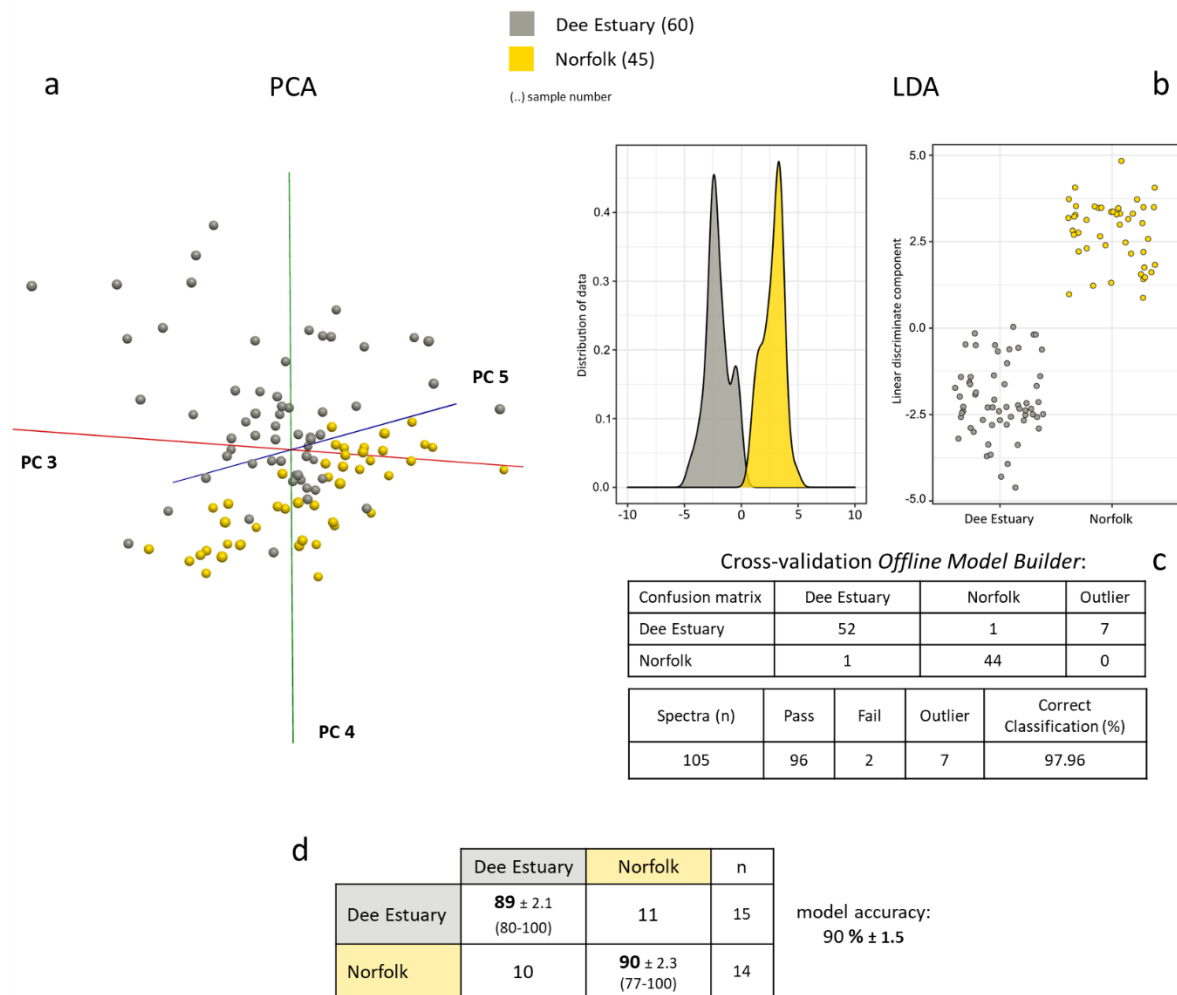 Dee Estuary (60)
Norfolk (45)
(..) sample number
a
PCA
LDA
b
PC 5
PC 3
PC 4
Distribution of data
0.4
0.3
0.2
0.1
0.0
-10
-5
0
5
10
Linear discriminate component
5.0
2.5
0.0
-2.5
-5.0
Dee Estuary
Norfolk
Cross-validation Offline Model Builder:
c
Confusion matrix Dee Estuary Norfolk Outlier
Dee Estuary 52 1 7
Norfolk 1 44 0
Spectra (n) Pass Fail Outlier Correct
Classification (%)
105 96 2 7 97.96
d
Dee Estuary Norfolk n
Dee Estuary 89 ± 2.1 11 15
(80-100)
Norfolk 10 90 ± 2.3 14
(77-100)
model accuracy:
90 % ± 1.5